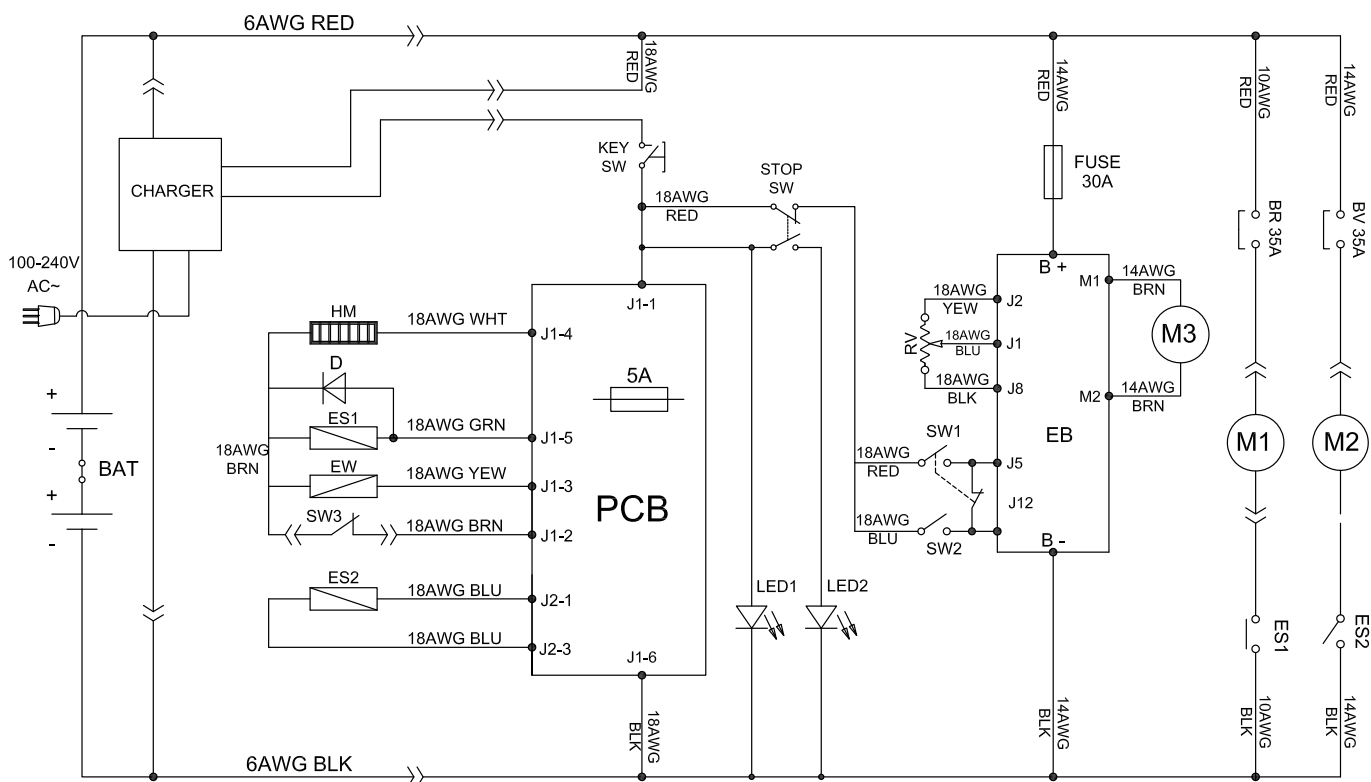 6AWG RED
18AWG
RED
14AWG
RED
10AWG
RED
14AWG
RED
CHARGER
KEY
SW
STOP
SW
FUSE
30A
18AWG
RED
BR 35A
BV 35A
100-240V
AC~
B +
M1
14AWG
BRN
J1-1
18AWG
YEW
J2
HM
18AWG WHT
J1-4
RV
18AWG
BLU
J1
M3
D
5A
18AWG
BLK
J8
M2
14AWG
BRN
ES1
18AWG GRN
J1-5
EB
M1
M2
18AWG
BRN
+
-
BAT
+
-
EW
18AWG YEW
J1-3
PCB
SW1
18AWG
RED
J5
SW3
18AWG BRN
J1-2
J12
18AWG
BLU
SW2
B -
ES2
18AWG BLU
J2-1
LED1
LED2
18AWG BLU
J2-3
J1-6
ES1
ES2
18AWG
BLK
14AWG
BLK
10AWG
BLK
14AWG
BLK
6AWG BLK